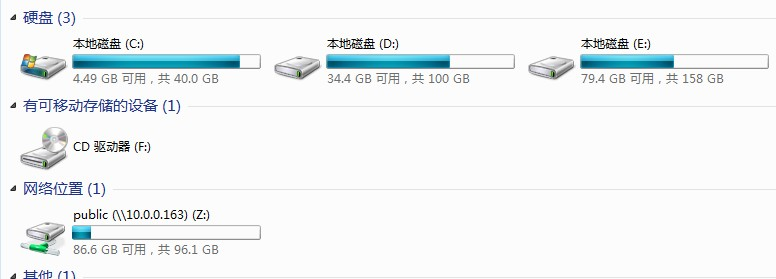 硬盘 (3)
本地磁盘 (C:)
4.49 GB 可用，共 40.0 GB
本地磁盘 (D:)
34.4 GB 可用，共 100 GB
本地磁盘 (E:)
79.4 GB 可用，共 158 GB
有可移动存储的设备 (1)
CD 驱动器 (F:)
网络位置 (1)
public (\\10.0.0.163) (Z:)
86.6 GB 可用，共 96.1 GB
其他 (1)